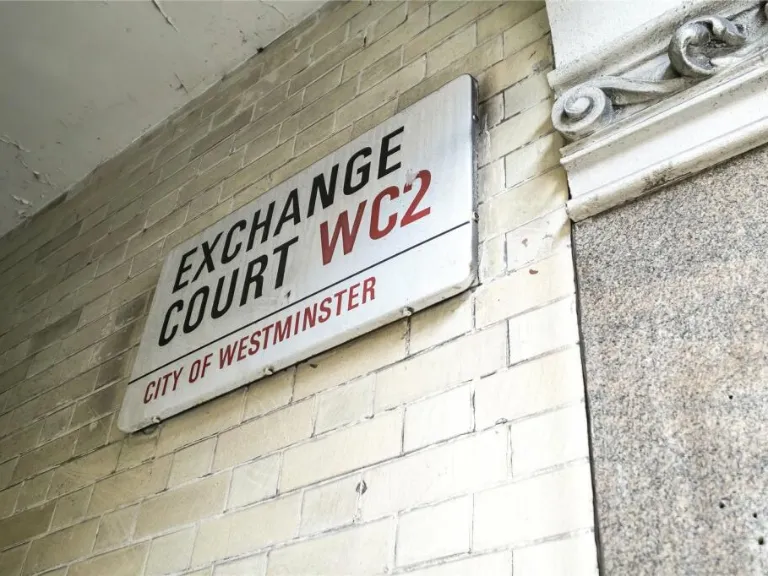 EXCHANGE
COURT WC2
CITY OF WESTMINSTER